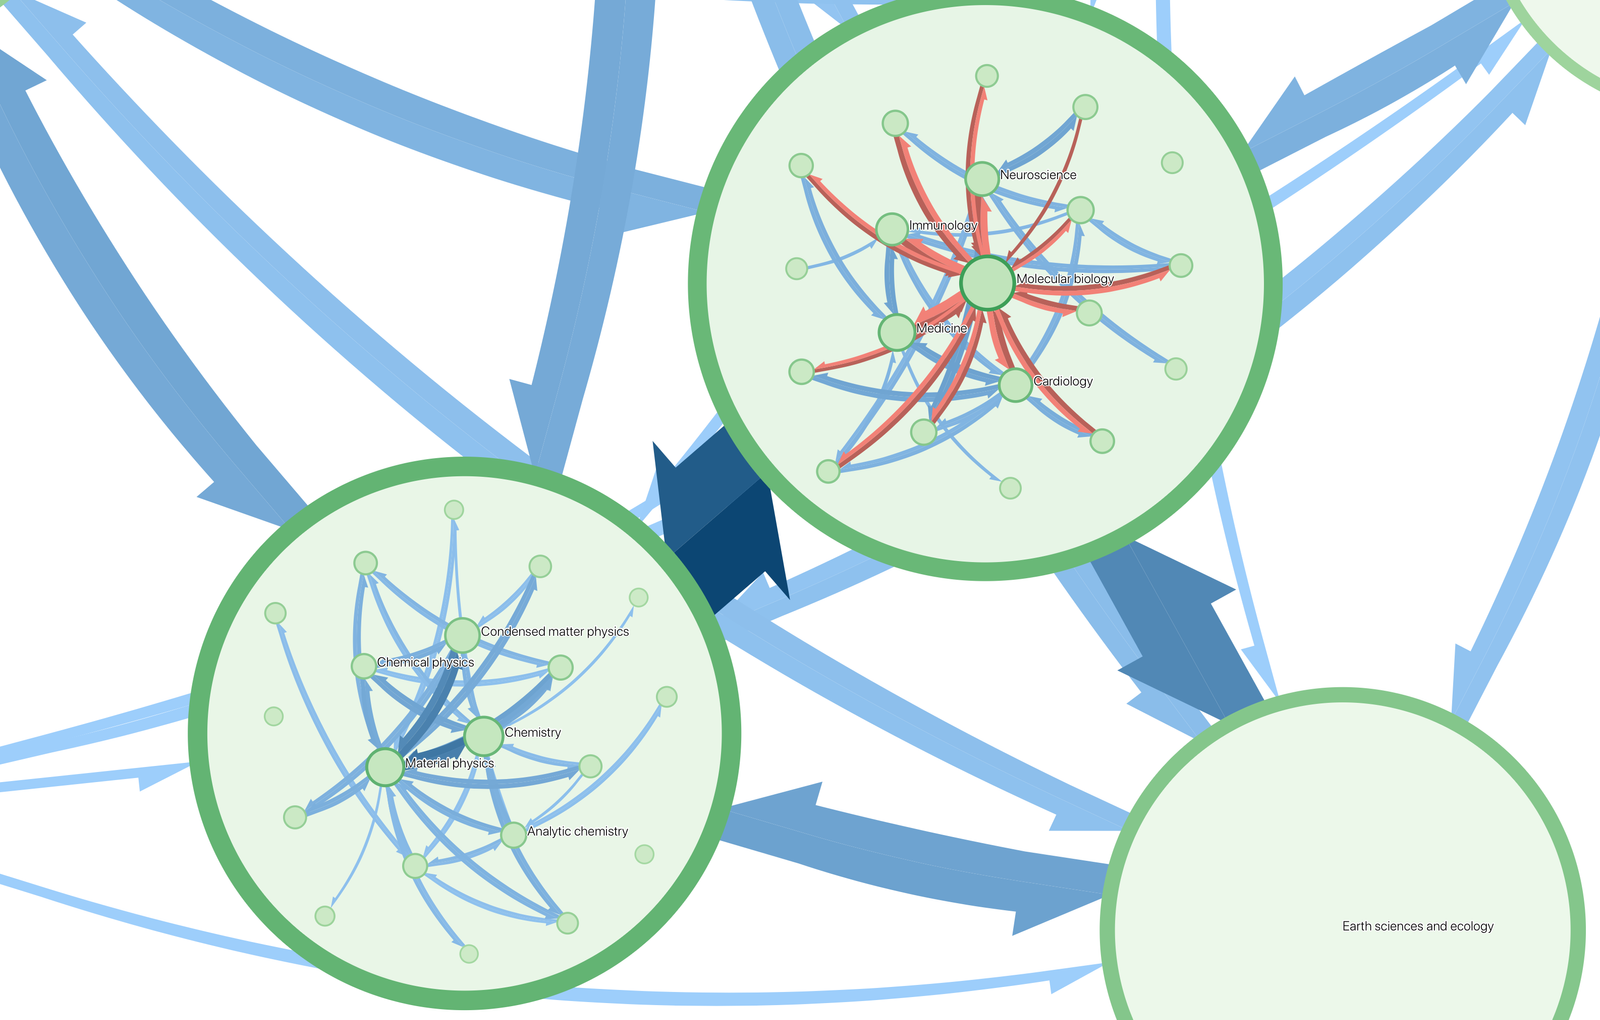 Neuroscience
Immunology
Molecular biology
Medicine
Cardiology
Condensed matter physics
Chemical physics
Chemistry
Material physics
Analytic chemistry
Earth sciences and ecology